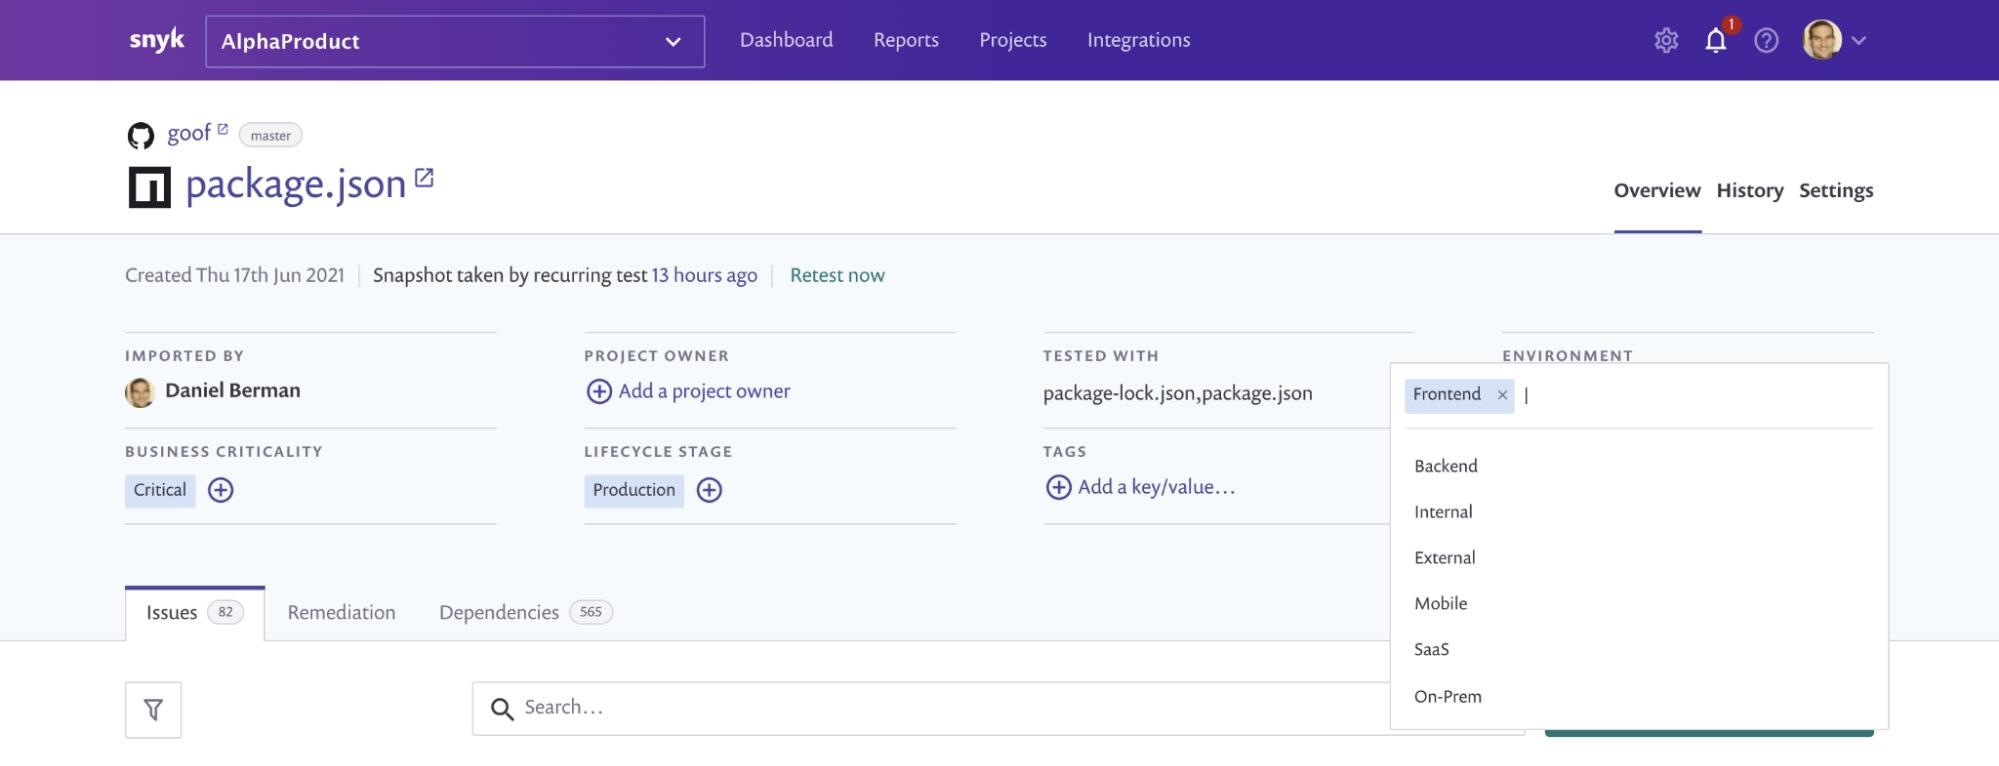 snyk AlphaProduct Dashboard Reports Projects Integrations 1
goof master
package.json
Overview History Settings
Created Thu 17th Jun 2021 Snapshot taken by recurring test 13 hours ago Retest now
IMPORTED BY PROJECT OWNER TESTED WITH ENVIRONMENT
Daniel Berman Add a project owner package-lock.json,package.json Frontend ×
BUSINESS CRITICALITY LIFECYCLE STAGE TAGS
Critical Production Add a key/value...
Backend
Internal
External
Mobile
SaaS
On-Prem
Issues 82 Remediation Dependencies 565
Search...